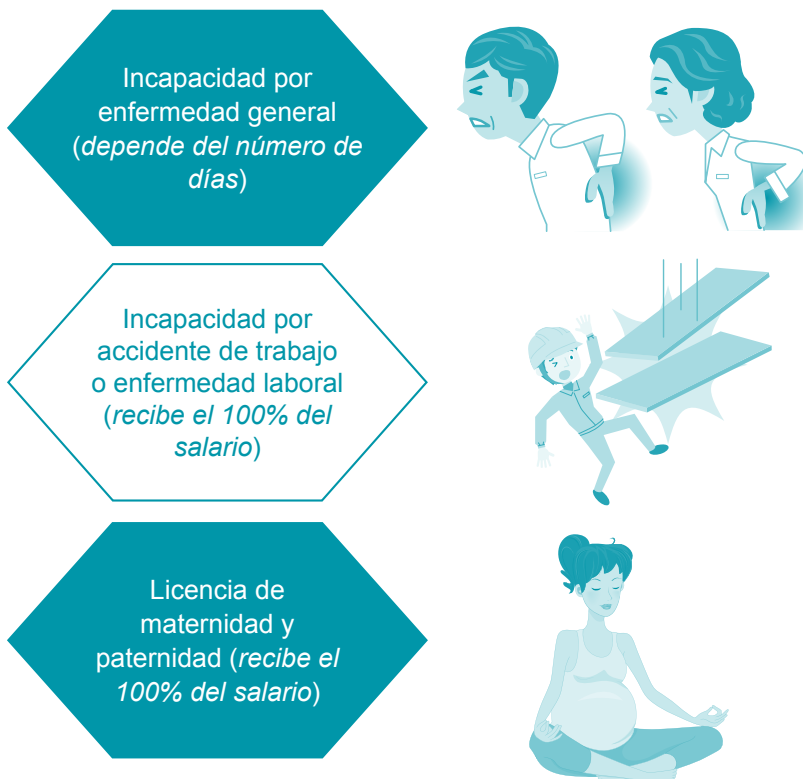 Incapacidad por
enfermedad general
(depende del número de
días)
Incapacidad por
accidente de trabajo
o enfermedad laboral
(recibe el 100% del
salario)
Licencia de
maternidad y
paternidad (recibe el
100% del salario)